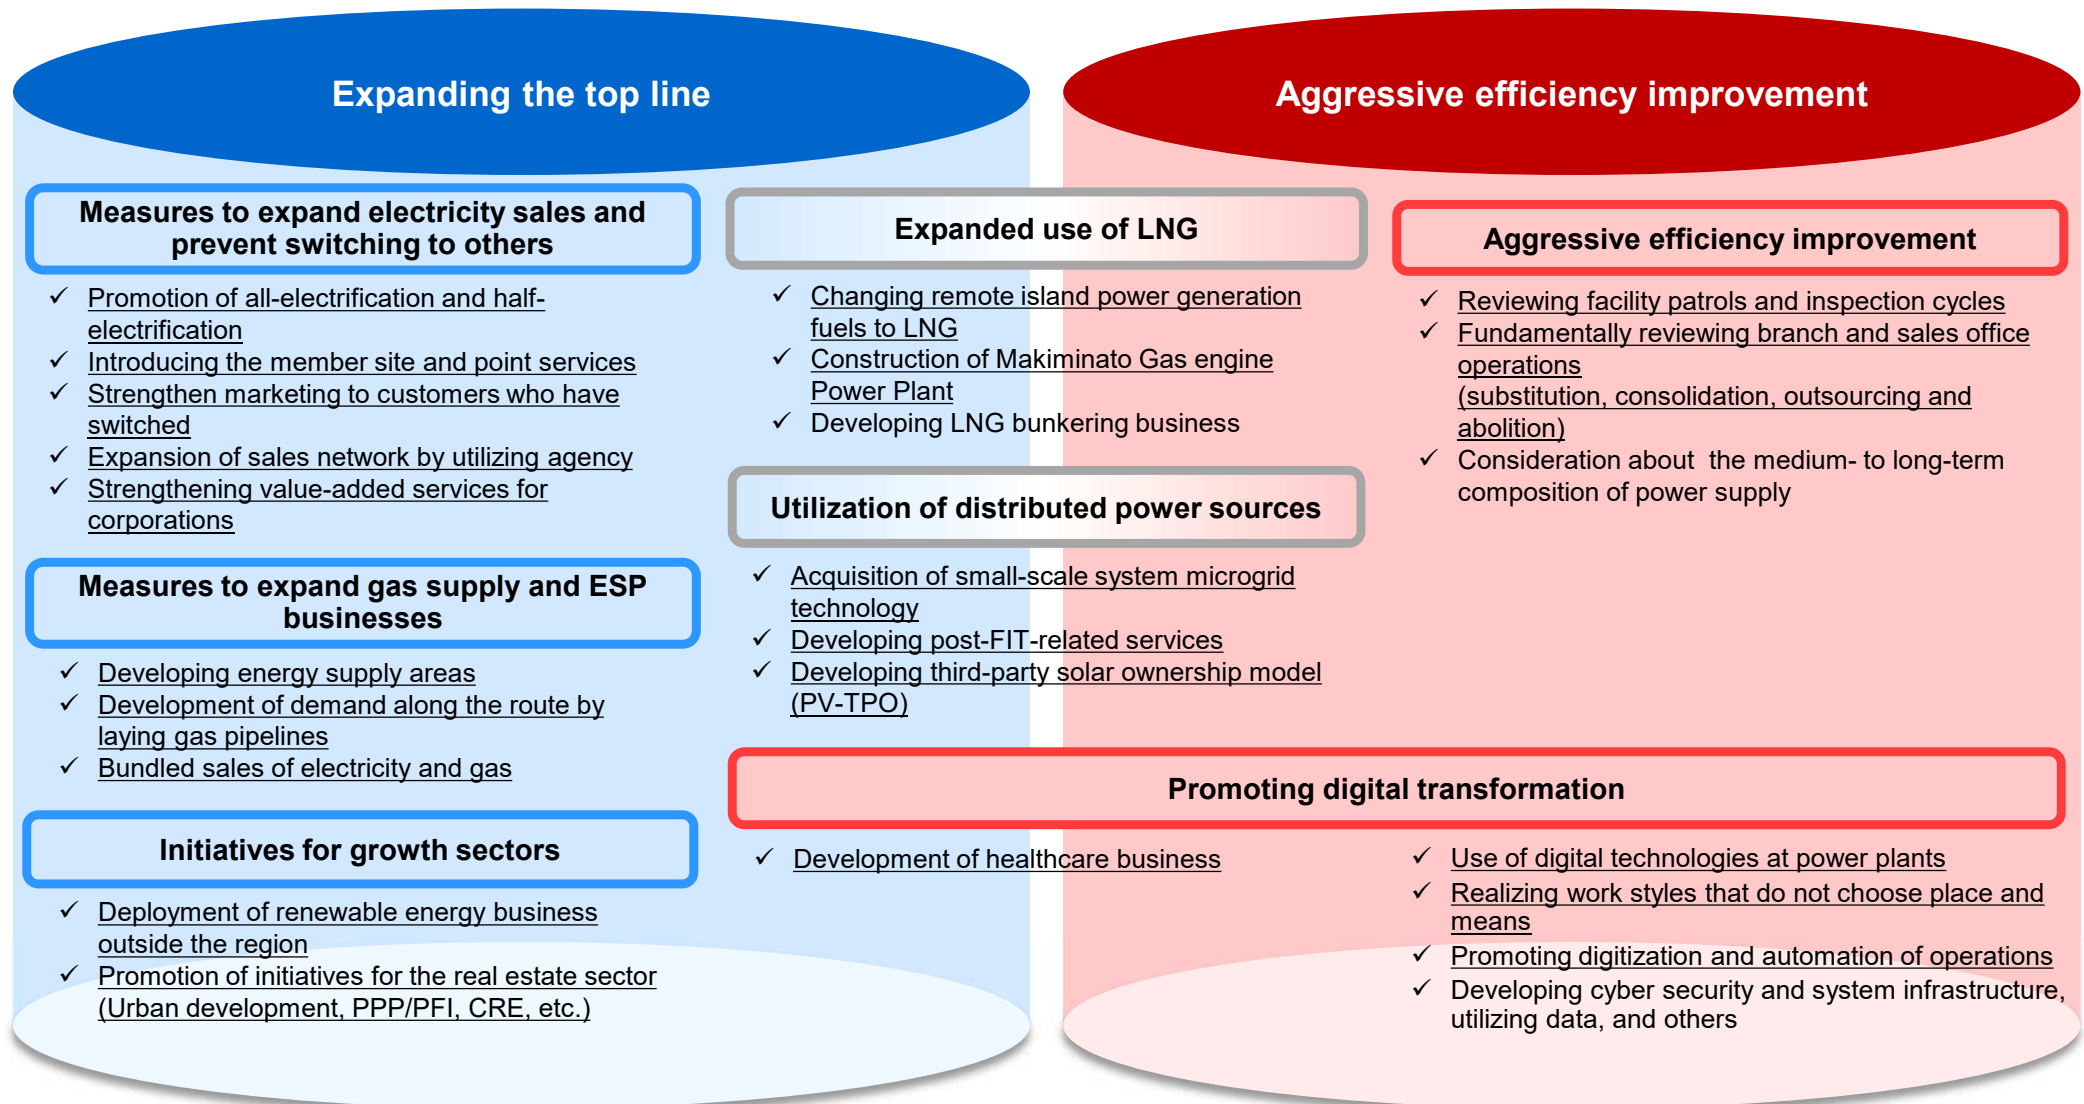 Expanding the top line
Aggressive efficiency improvement
Measures to expand electricity sales and
prevent switching to others
✓ Promotion of all-electrification and half-
electrification
✓ Introducing the member site and point services
✓ Strengthen marketing to customers who have
switched
✓ Expansion of sales network by utilizing agency
✓ Strengthening value-added services for
corporations
Measures to expand gas supply and ESP
businesses
✓ Developing energy supply areas
✓ Development of demand along the route by
laying gas pipelines
✓ Bundled sales of electricity and gas
Initiatives for growth sectors
✓ Deployment of renewable energy business
outside the region
✓ Promotion of initiatives for the real estate sector
(Urban development, PPP/PFI, CRE, etc.)
Expanded use of LNG
✓ Changing remote island power generation
fuels to LNG
✓ Construction of Makiminato Gas engine
Power Plant
✓ Developing LNG bunkering business
Utilization of distributed power sources
✓ Acquisition of small-scale system microgrid
technology
✓ Developing post-FIT-related services
✓ Developing third-party solar ownership model
(PV-TPO)
Aggressive efficiency improvement
✓ Reviewing facility patrols and inspection cycles
✓ Fundamentally reviewing branch and sales office
operations
(substitution, consolidation, outsourcing and
abolition)
✓ Consideration about  the medium- to long-term
composition of power supply
Promoting digital transformation
✓ Development of healthcare business
✓ Use of digital technologies at power plants
✓ Realizing work styles that do not choose place and
means
✓ Promoting digitization and automation of operations
✓ Developing cyber security and system infrastructure,
utilizing data, and others